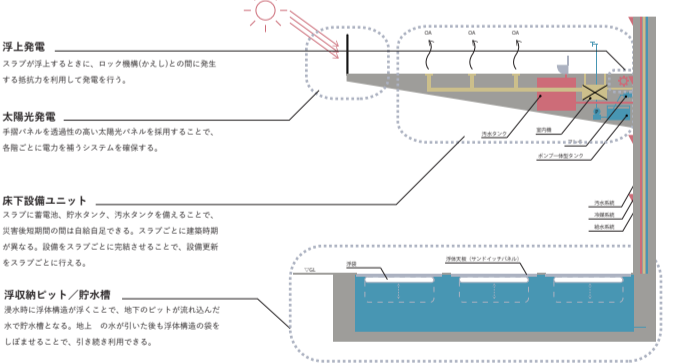 浮上発電
スラブが浮上するときに、ロック機構(かえし)との間に発生
する抵抗力を利用して発電を行う。
太陽光発電
手摺パネルを透過性の高い太陽光パネルを採用することで、
各階ごとに電力を補うシステムを確保する。
床下設備ユニット
スラブに蓄電池、貯水タンク、汚水タンクを備えることで、
災害後短期間の間は自給自足できる。スラブごとに建築時期
が異なる。設備をスラブごとに完結させることで、設備更新
をスラブごとに行える。
浮収納ピット／貯水槽
浸水時に浮体構造が浮くことで、地下のピットが流れ込んだ
水で貯水槽となる。地上　の水が引いた後も浮体構造の袋を
しぼませることで、引き続き利用できる。
OA
OA
OA
汚水タンク
室内機
ポンプ一体型タンク
汚水系統
冷媒系統
給水系統
▽GL
浮袋
浮体天板（サンドイッチパネル）